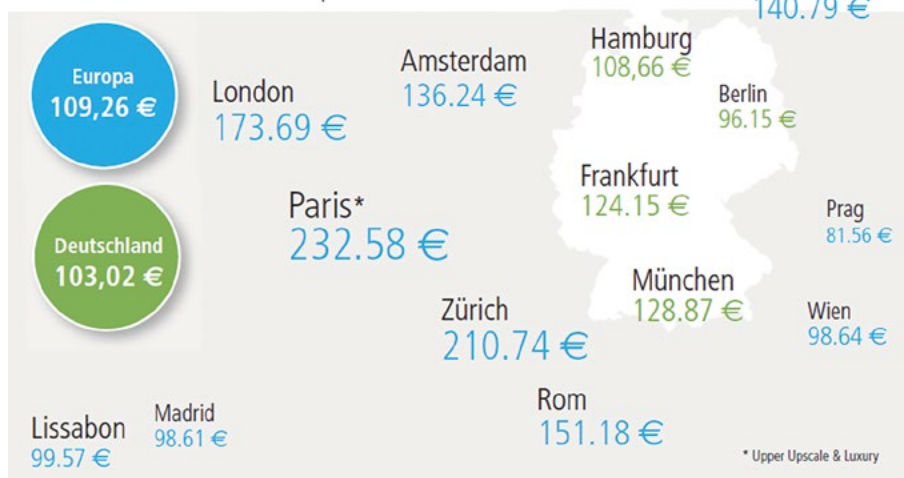 140.79 €
Hamburg
108,66 €
Amsterdam
136.24 €
Europa
109,26 €
London
173.69 €
Berlin
96.15 €
Frankfurt
124.15 €
Paris*
232.58 €
Prag
81.56 €
Deutschland
103,02 €
München
128.87 €
Zürich
210.74 €
Wien
98.64 €
Rom
151.18 €
Madrid
98.61 €
Lissabon
99.57 €
* Upper Upscale & Luxury